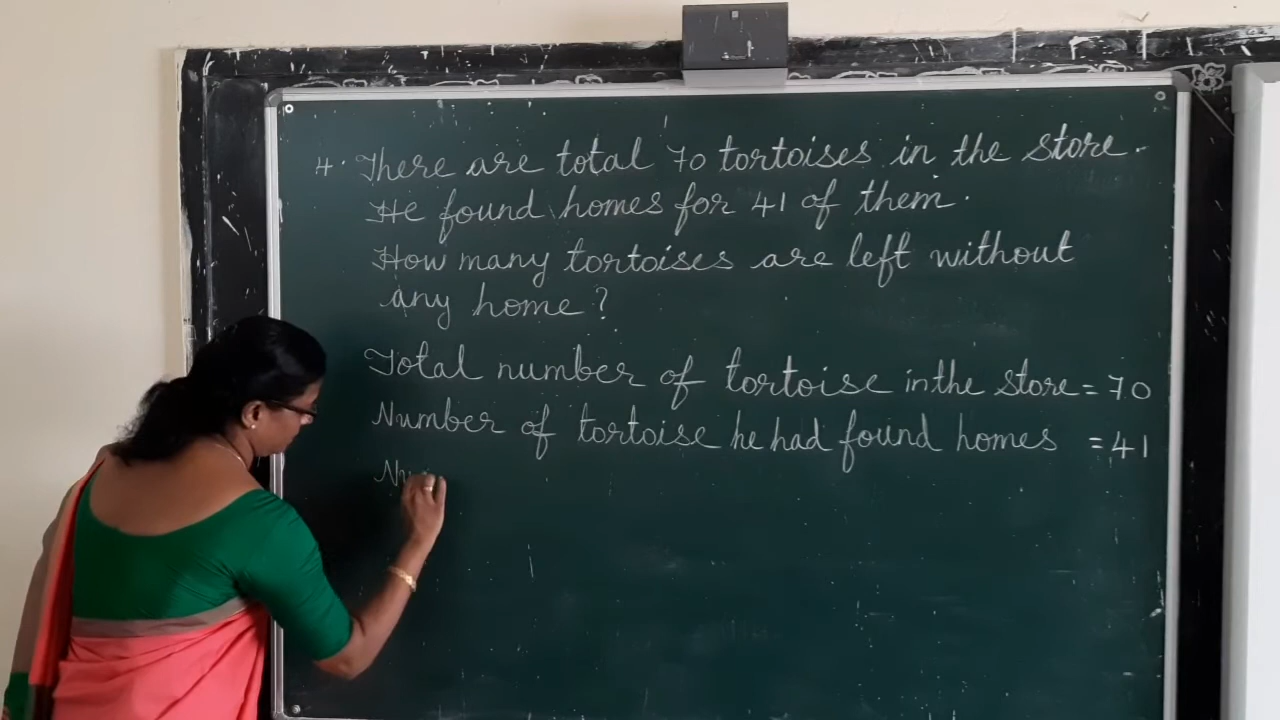 4. There are total 70 tortoises in the store.
He found homes for 41 of them.
How many tortoises are left without
any home?
Total number of tortoise in the store = 70
Number of tortoise he had found homes = 41